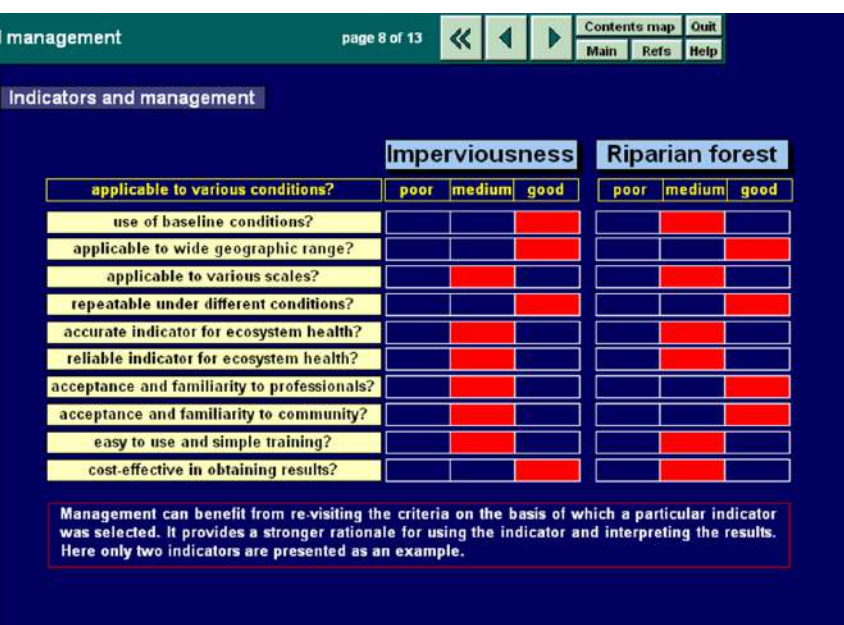 management page 8 of 13 Contents map Quit
Main Refs Help
Indicators and management
Imperviousness Riparian forest
applicable to various conditions? poor medium good poor medium good
use of baseline conditions?
applicable to wide geographic range?
applicable to various scales?
repeatable under different conditions?
accurate indicator for ecosystem health?
reliable indicator for ecosystem health?
acceptance and familiarity to professionals?
acceptance and familiarity to community?
easy to use and simple training?
cost-effective in obtaining results?
Management can benefit from re-visiting the criteria on the basis of which a particular indicator
was selected. It provides a stronger rationale for using the indicator and interpreting the results.
Here only two indicators are presented as an example.